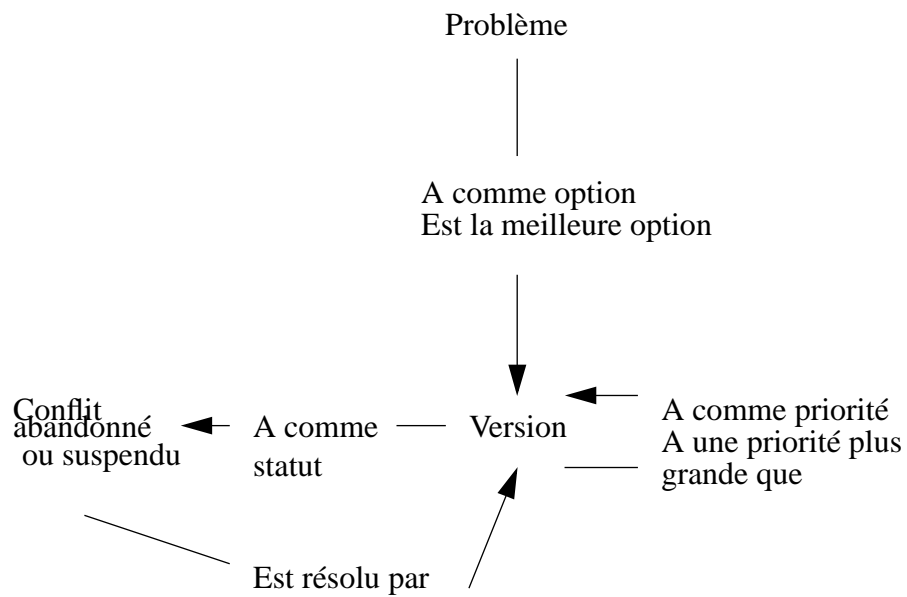 Problème
A comme option
Est la meilleure option
Conflit
abandonné
ou suspendu
A comme
statut
Version
A comme priorité
A une priorité plus
grande que
Est résolu par